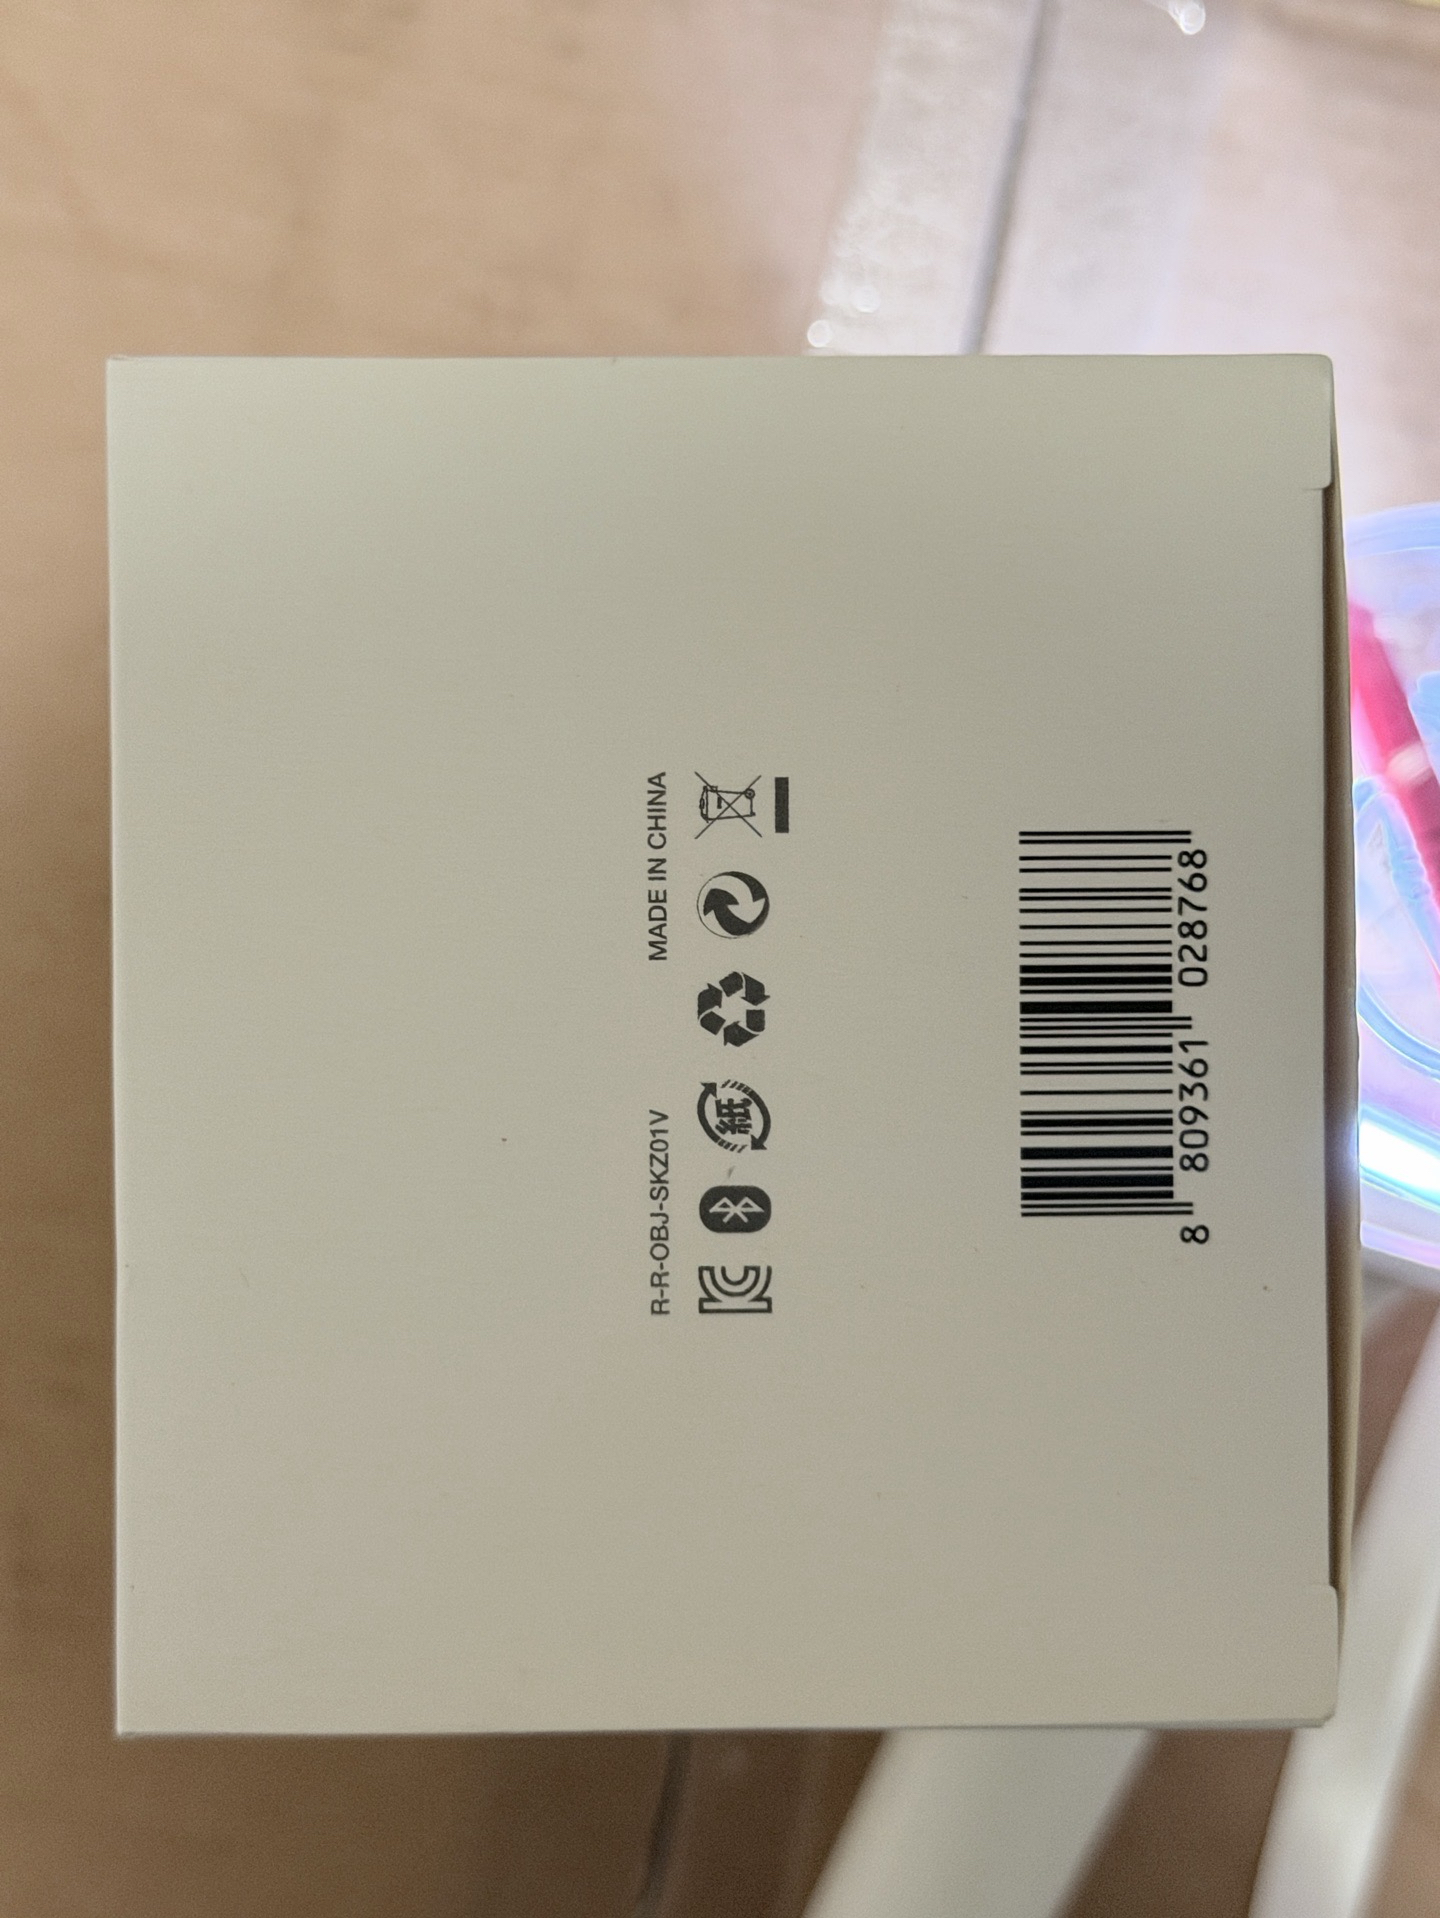 R-R-OBJ-SKZ01V MADE IN CHINA
紙
8 809361 028768